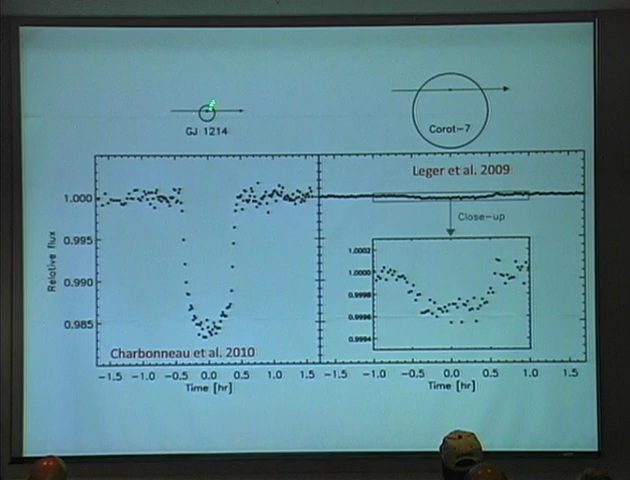 GJ 1214
Corot-7
Leger et al. 2009
Close-up
1.000
0.995
0.990
0.985
Relative flux
1.0002
1.0000
0.9998
0.9996
0.9994
Charbonneau et al. 2010
-1.5 -1.0 -0.5 0.0 0.5 1.0 1.5
-1.5 -1.0 -0.5 0.0 0.5 1.0 1.5
Time [hr]
Time [hr]